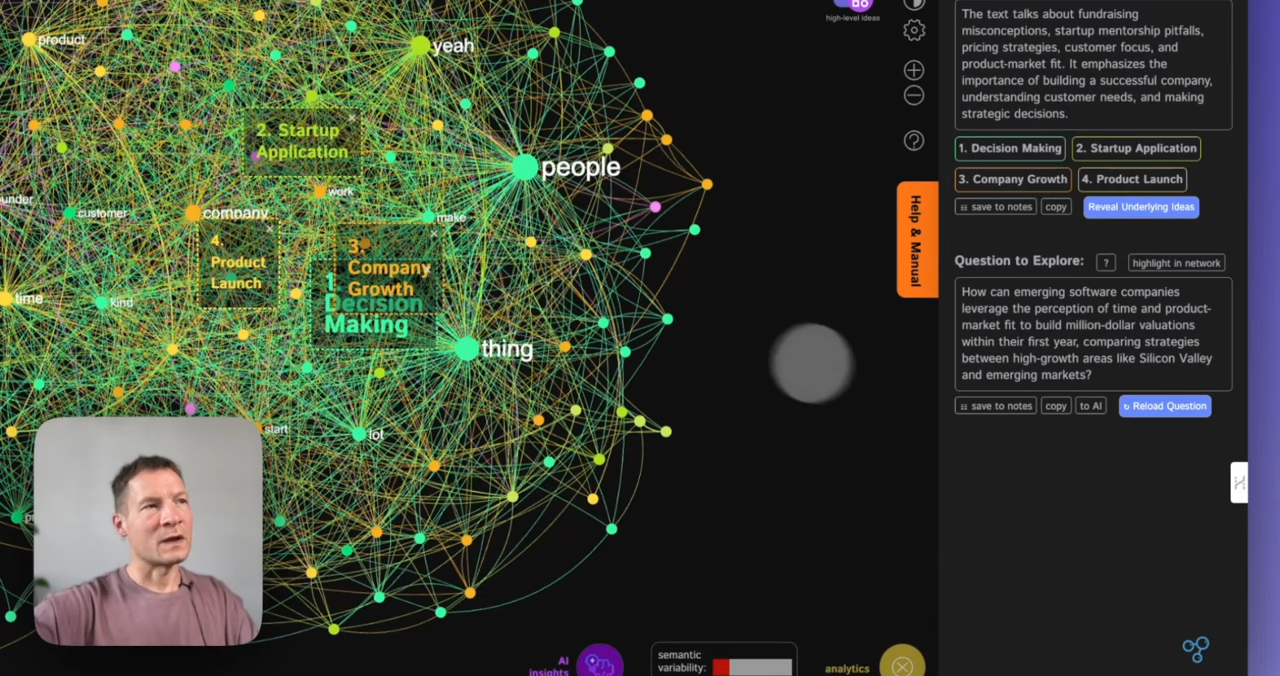 product
yeah
high-level ideas
2. Startup
Application
people
work
customer
company
make
4.
Product
Launch
3.
Company
Growth
1.
Decision
Making
time
kind
thing
start
lot
Help & Manual
AI
insights
semantic
variability:
analytics
The text talks about fundraising
misconceptions, startup mentorship pitfalls,
pricing strategies, customer focus, and
product-market fit. It emphasizes the
importance of building a successful company,
understanding customer needs, and making
strategic decisions.
1. Decision Making
2. Startup Application
3. Company Growth
4. Product Launch
save to notes
copy
Reveal Underlying Ideas
Question to Explore:
?
highlight in network
How can emerging software companies
leverage the perception of time and product-
market fit to build million-dollar valuations
within their first year, comparing strategies
between high-growth areas like Silicon Valley
and emerging markets?
save to notes
copy
to AI
↻ Reload Question